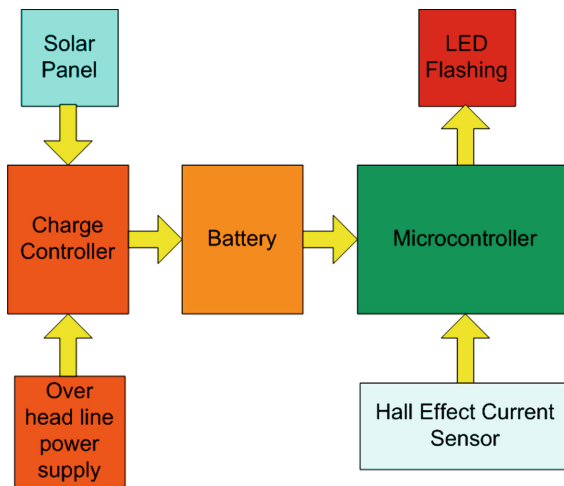 Solar
Panel
LED
Flashing
Charge
Controller
Battery
Microcontroller
Over
head line
power
supply
Hall Effect Current
Sensor